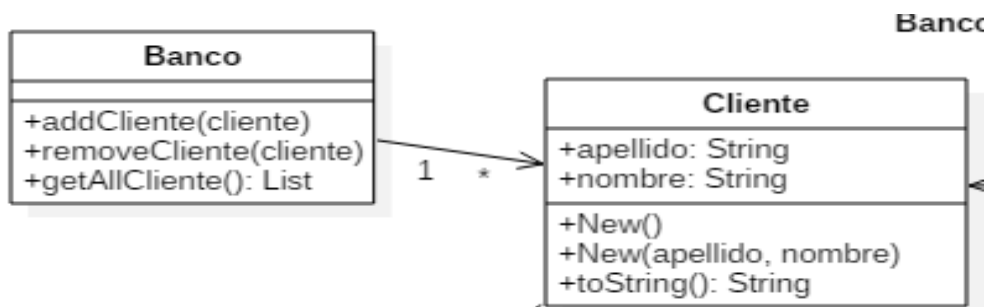 Banco
Banco
+addCliente(cliente)
+removeCliente(cliente)
+getAllCliente(): List
1 *
Cliente
+apellido: String
+nombre: String
+New()
+New(apellido, nombre)
+toString(): String